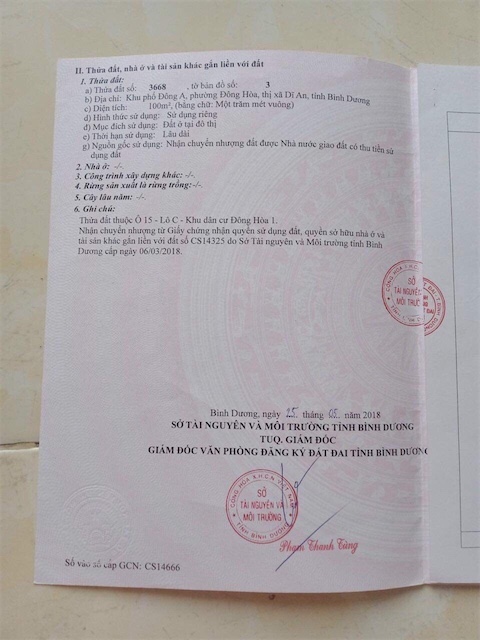 II. Thửa đất, nhà ở và tài sản khác gắn liền với đất
1. Thửa đất:
a) Thửa đất số: 3668 , tờ bản đồ số: 3
b) Địa chỉ: Khu phố Đông A, phường Đông Hòa, thị xã Dĩ An, tỉnh Bình Dương
c) Diện tích: 100m², (bằng chữ: Một trăm mét vuông)
d) Hình thức sử dụng: Sử dụng riêng
đ) Mục đích sử dụng: Đất ở tại đô thị
e) Thời hạn sử dụng: Lâu dài
g) Nguồn gốc sử dụng: Nhận chuyển nhượng đất được Nhà nước giao đất có thu tiền sử
dụng đất
2. Nhà ở: -/-
3. Công trình xây dựng khác: -/-
4. Rừng sản xuất là rừng trồng: -/-
5. Cây lâu năm: -/-
6. Ghi chú:
Thửa đất thuộc Ô 15 - Lô C - Khu dân cư Đông Hòa 1.
Nhận chuyển nhượng từ Giấy chứng nhận quyền sử dụng đất, quyền sở hữu nhà ở và
tài sản khác gắn liền với đất số CS14325 do Sở Tài nguyên và Môi trường tỉnh Bình
Dương cấp ngày 06/03/2018.
SỞ
TÀI NGUYÊN
MÔI TRƯỜNG
Bình Dương, ngày 25 tháng 05 năm 2018
SỞ TÀI NGUYÊN VÀ MÔI TRƯỜNG TỈNH BÌNH DƯƠNG
TUQ. GIÁM ĐỐC
GIÁM ĐỐC VĂN PHÒNG ĐĂNG KÝ ĐẤT ĐAI TỈNH BÌNH DƯƠNG
CỘNG HÒA X.H.C.N VIỆT NAM
SỞ
TÀI NGUYÊN VÀ
MÔI TRƯỜNG
TỈNH BÌNH DƯƠNG
Phạm Thanh Tùng
Số vào sổ cấp GCN: CS14666